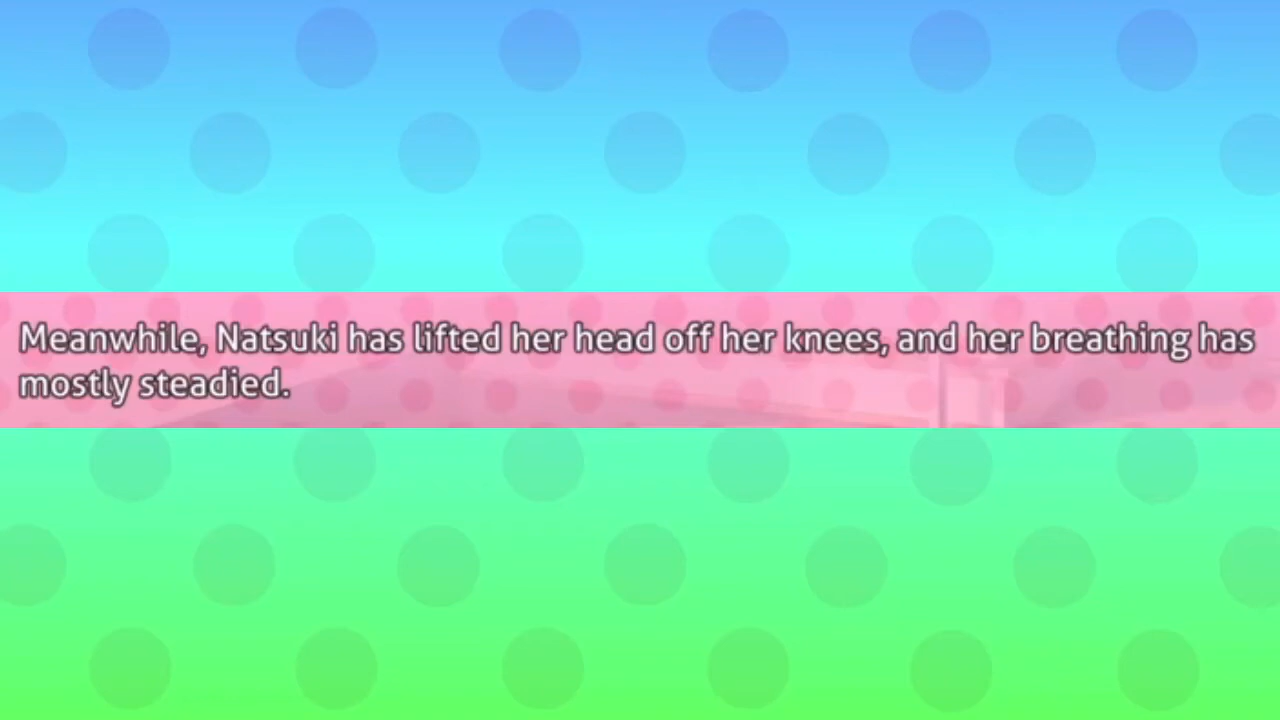 Meanwhile, Natsuki has lifted her head off her knees, and her breathing has
mostly steadied.